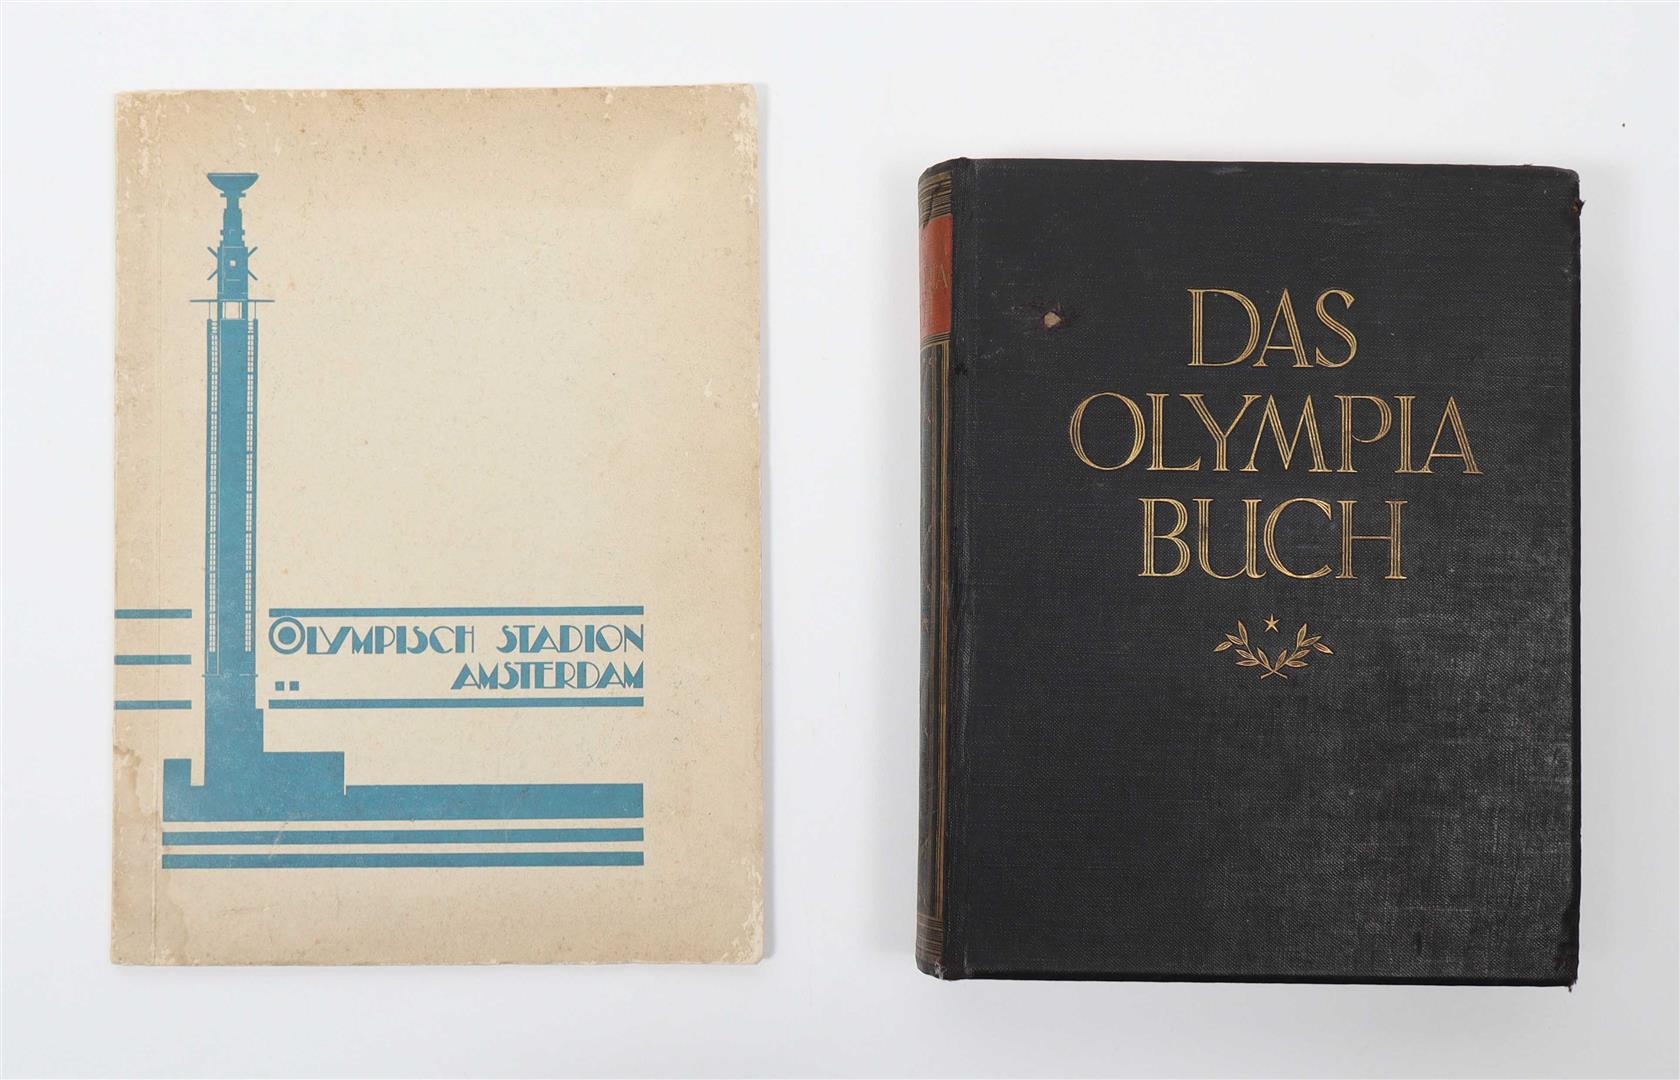 OLYMPISCH STADION
AMSTERDAM
DAS
OLYMPIA
BUCH